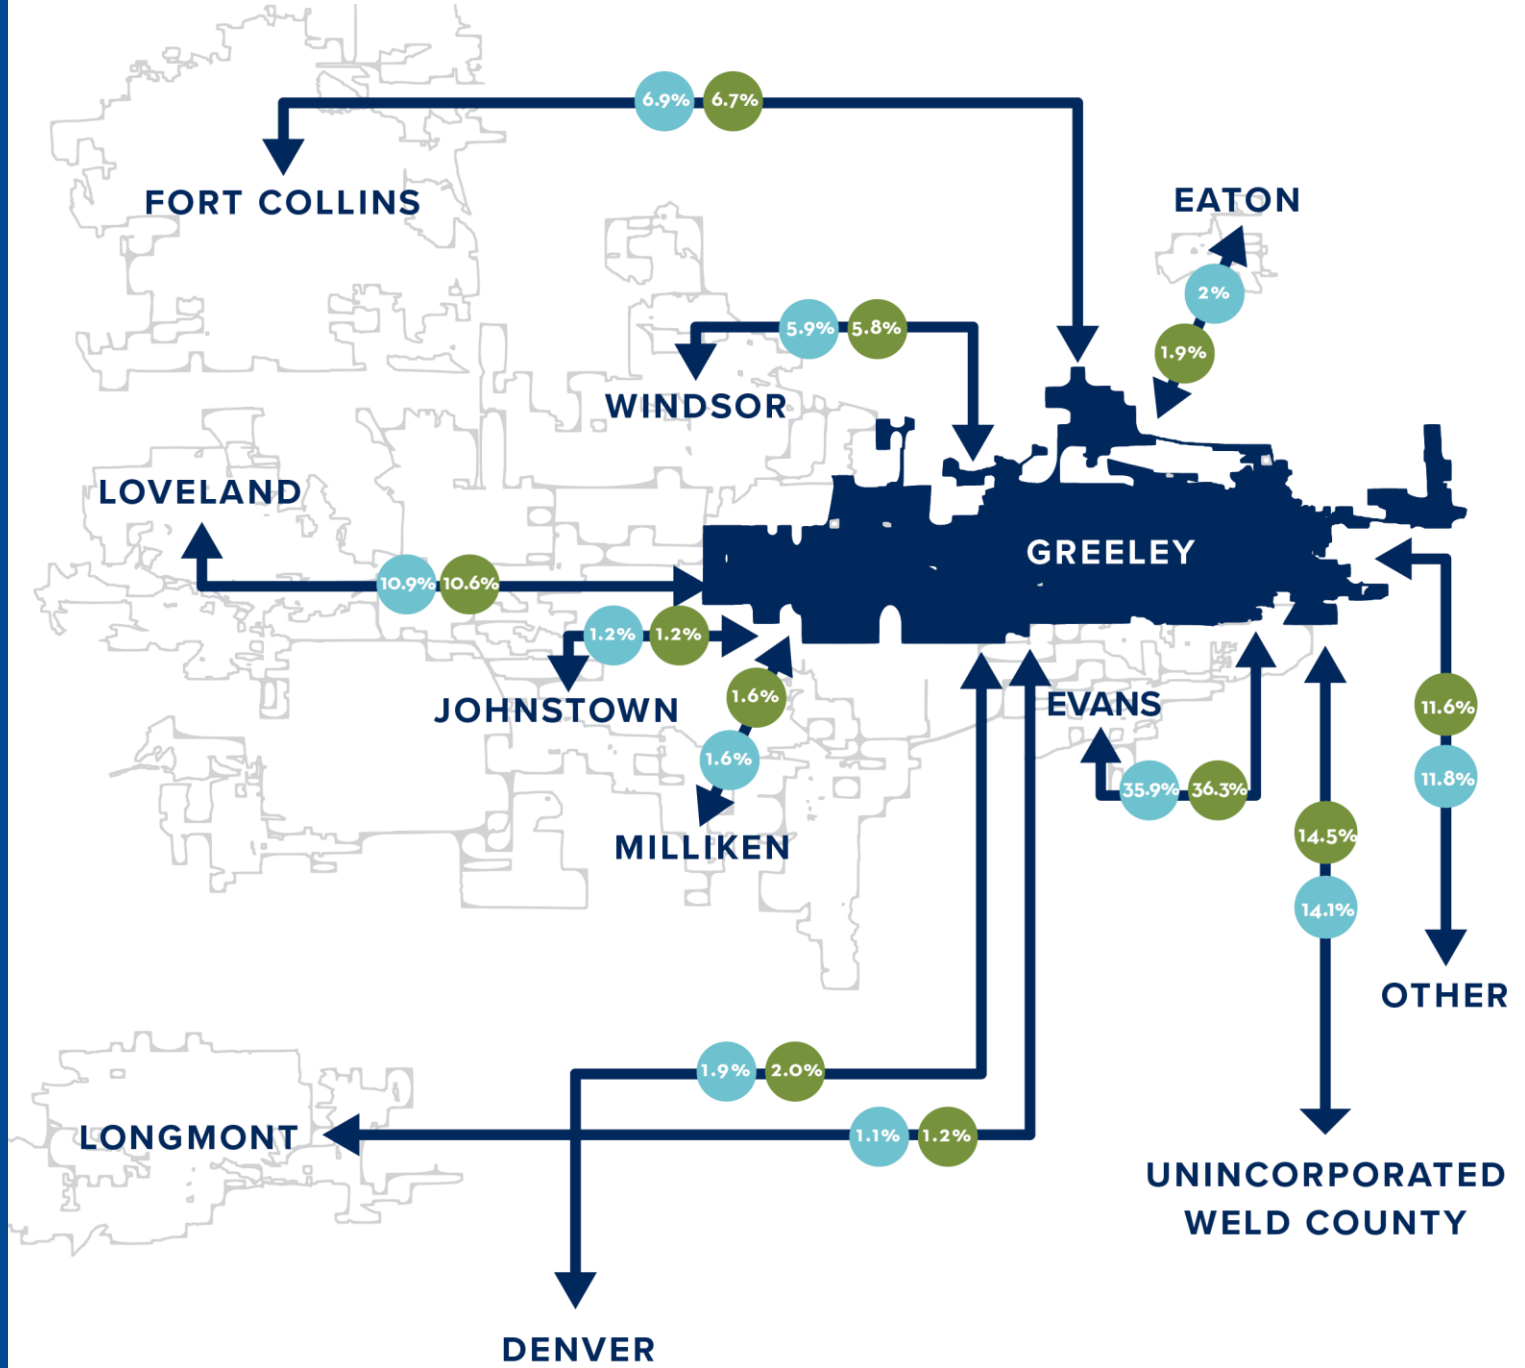 6.9% 6.7%
FORT COLLINS
EATON
2%
5.9% 5.8%
1.9%
WINDSOR
LOVELAND
GREELEY
10.9% 10.6%
1.2% 1.2%
JOHNSTOWN
1.6%
EVANS
11.6%
1.6%
11.8%
35.9% 36.3%
MILLIKEN
14.5%
14.1%
OTHER
1.9% 2.0%
LONGMONT
1.1% 1.2%
UNINCORPORATED
WELD COUNTY
DENVER